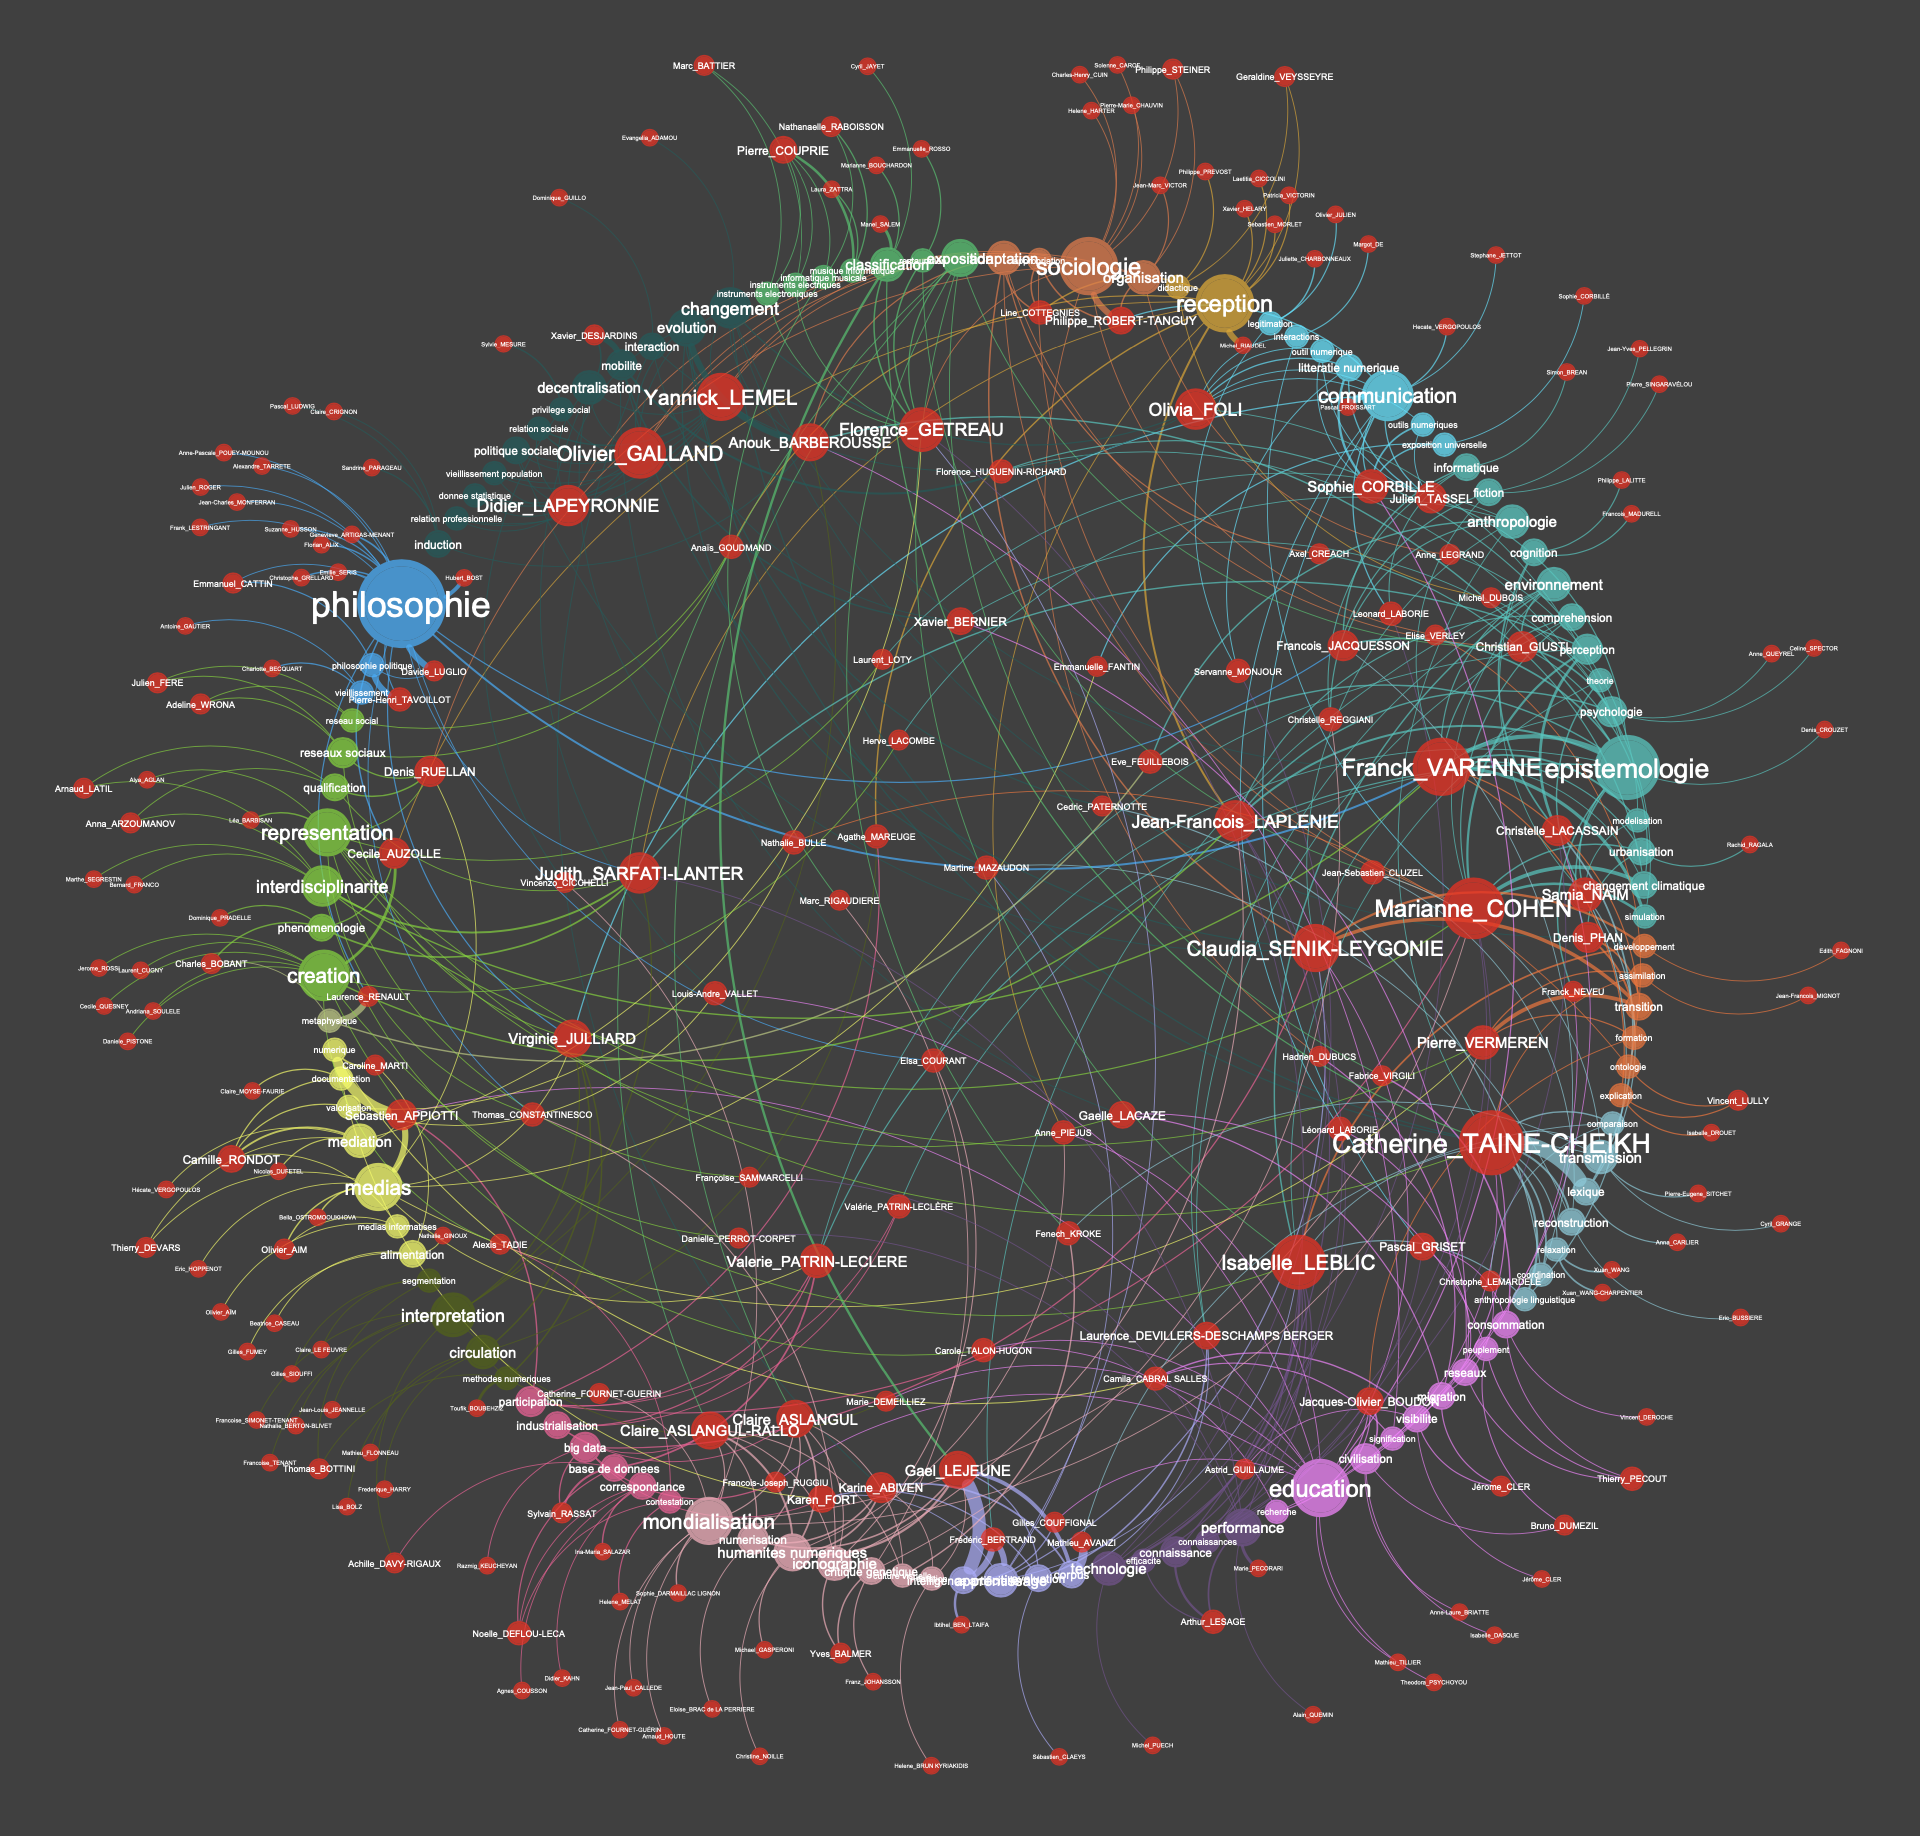 Marc_BATTIER
Cyril_JAYET
Charles-Henry_CUIN
Solenne_CAROF
Philippe_STEINER
Geraldine_VEYSSEYRE
Helene_HARTER
Pierre-Marie_CHAUVIN
Evangelia_ADAMOU
Nathanaelle_RABOISSON
Pierre_COUPRIE
Emmanuelle_ROSSO
Marianne_BOUCHARDON
Laura_ZATTRA
Jean-Marc_VICTOR
Philippe_PREVOST
Laetitia_CICCOLINI
Patricia_VICTORIN
Dominique_GUILLO
Xavier_HELARY
Olivier_JULIEN
Manel_SALEM
Sebastien_MORLET
Margot_DE
Juliette_CHARBONNEAUX
Stephane_JETTOT
classification
exposition
adaptation
sociologie
organisation
didactique
musique informatique
informatique musicale
instruments electriques
instruments electroniques
reception
Sophie_CORBILLÉ
changement
evolution
interaction
mobilite
decentralisation
Xavier_DESJARDINS
Sylvie_MESURE
Line_COTTEGNIES
Philippe_ROBERT-TANGUY
Michel_RIAUDEL
legitimation
interactions
outil numerique
litteratie numerique
communication
Hecate_VERGOPOULOS
Jean-Yves_PELLEGRIN
Simon_BREAN
Pierre_SINGARAVÉLOU
Pascal_LUDWIG
Claire_CRIGNON
Yannick_LEMEL
privilege social
relation sociale
Olivia_FOLI
Pascal_FROISSART
outils numeriques
exposition universelle
Anouk_BARBEROUSSE
Florence_GETREAU
Olivier_GALLAND
politique sociale
vieillissement population
Anne-Pascale_POUEY-MOUNOU
Alexandre_TARRETE
Sandrina_PARAGEAU
Florence_HUGUENIN-RICHARD
informatique
Philippe_LALITTE
Julien_ROGER
Jean-Charles_MONFERRAN
donnee statistique
Didier_LAPEYRONNIE
Sophie_CORBILLE
Julien_TASSEL
fiction
Frank_LESTRINGANT
Suzanne_HUSSON
Genevieve_ARTIGAS-MENANT
Florian_ALIX
relation professionnelle
induction
anthropologie
Francois_MADURELL
Anaïs_GOUDMAND
Axel_CREACH
Anne_LEGRAND
cognition
Emmanuel_CATTIN
Christophe_GRELLARD
Emilie_SERIS
Hubert_BOST
environnement
Michel_DUBOIS
philosophie
Leonard_LABORIE
comprehension
Antoine_GAUTIER
Xavier_BERNIER
Elise_VERLEY
Francois_JACQUESSON
Christian_GIUSTI
perception
Anne_QUEYREL
Celine_SPECTOR
Charlotte_BECQUART
philosophie politique
Davide_LUGLIO
Laurent_LOTY
Emmanuelle_FANTIN
Servanne_MONJOUR
theorie
Julien_FERE
vieillissement
Pierre-Henri_TAVOILLOT
Adeline_WRONA
psychologie
reseau social
Christelle_REGGIANI
Denis_CROUZET
Herve_LACOMBE
reseaux sociaux
Denis_RUELLAN
Eve_FEUILLEBOIS
Franck_VARENNE
epistemologie
Arnaud_LATIL
Alya_AGLAN
qualification
Cedric_PATERNOTTE
Anna_ARZOUMANOV
Léa_BARBISAN
representation
Nathalie_BULLE
Agathe_MAREUGE
Jean-Francois_LAPLENIE
modelisation
Christelle_LACASSAIN
Rachid_RAGALA
Cecile_AUZOLLE
urbanisation
Marthe_SEGRESTIN
Bernard_FRANCO
interdisciplinarite
Vincenzo_CICCHELLI
Judith_SARFATI-LANTER
Martine_MAZAUDON
Jean-Sebastien_CLUZEL
changement climatique
Samia_NAIM
Marc_RIGAUDIERE
Marianne_COHEN
simulation
Dominique_PRADELLE
phenomenologie
Denis_PHAN
Claudia_SENIK-LEYGONIE
developpement
Edith_FAGNONI
Jerome_ROSSI
Laurent_CUGNY
Charles_BOBANT
creation
assimilation
Louis-Andre_VALLET
Franck_NEVEU
Jean-Francois_MIGNOT
Laurence_RENAULT
Cecile_QUESNEY
Andriana_SOULELE
transition
metaphysique
Daniele_PISTONE
Virginie_JULLIARD
Pierre_VERMEREN
formation
numerique
Elsa_COURANT
Hadrien_DUBUCS
ontologie
Caroline_MARTI
documentation
Fabrice_VIRGILI
Claire_MOYSE-FAURIE
explication
Vincent_LULLY
valorisation
Sebastien_APPIOTTI
Thomas_CONSTANTINESCO
Gaelle_LACAZE
Anne_PIEJUS
Léonard_LABORIE
comparaison
Isabelle_DROUET
mediation
Catherine_TAINE-CHEIKH
Camille_RONDOT
Nicolas_DUFETEL
transmission
Hécate_VERGOPOULOS
medias
Françoise_SAMMARCELLI
lexique
Pierre-Eugene_SITCHET
Bella_OSTROMOOUKHOVA
medias informatises
Valérie_PATRIN-LECLÈRE
reconstruction
Cyril_GRANGE
Thierry_DEVARS
Olivier_AIM
Nathalie_GINOUX
Alexis_TADIE
Danielle_PERROT-CORPET
Fenech_KROKE
Pascal_GRISET
relaxation
Anna_CARLIER
alimentation
Valerie_PATRIN-LECLERE
Isabelle_LEBLIC
Eric_HOPPENOT
segmentation
coordination
Xuan_WANG
Christophe_LEMARDELE
Xuan_WANG-CHARPENTIER
anthropologie linguistique
Olivier_AÏM
interpretation
Beatrice_CASEAU
Eric_BUSSIERE
consommation
Laurence_DEVILLERS-DESCHAMPS BERGER
Gilles_FUMEY
Claire_LE FEUVRE
circulation
Carole_TALON-HUGON
peuplement
Gilles_SIOUFFI
methodes numeriques
Camila_CABRAL SALLES
reseaux
Catherine_FOURNET-GUERIN
participation
Marie_DEMEILLIEZ
Jacques-Olivier_BOUDON
migration
Jean-Louis_JEANNELLE
Toufik_BOUBEHZIZ
Francoise_SIMONET-TENANT
Nathalie_BERTON-BLIVET
industrialisation
Claire_ASLANGUL
Claire_ASLANGUL-RALLO
visibilite
Vincent_DEROCHE
signification
Mathieu_FLONNEAU
big data
civilisation
Francoise_TENANT
Thomas_BOTTINI
base de donnees
Gael_LEJEUNE
Astrid_GUILLAUME
Frederique_HARRY
correspondance
Francois-Joseph_RUGGIU
Karine_ABIVEN
education
Jérôme_CLER
Thierry_PECOUT
Lisa_BOLZ
contestation
Karen_FORT
Sylvain_RASSAT
recherche
mondialisation
Gilles_COUFFIGNAL
performance
Bruno_DUMEZIL
numerisation
Frédéric_BERTRAND
Mathieu_AVANZI
connaissances
Ina-Maria_SALAZAR
humanites numeriques
connaissance
efficacite
Achille_DAVY-RIGAUX
Razmig_KEUCHEYAN
iconographie
critique genetique
technologie
Marie_PECORARI
apprentissage
evaluation
corpus
Jérôme_CLER
Sophie_DARMAILLAC LIGNON
Helene_MELAT
Ibtihel_BEN_LTAIFA
Arthur_LESAGE
Anne-Laure_BRIATTE
Noelle_DEFLOU-LECA
Isabelle_DASQUE
Michael_GASPERONI
Yves_BALMER
Mathieu_TILLIER
Didier_KAHN
Franz_JOHANSSON
Theodora_PSYCHOYOU
Agnes_COUSSON
Jean-Paul_CALLEDE
Eloise_BRAC de LA PERRIERE
Alain_QUEMIN
Catherine_FOURNET-GUÉRIN
Arnaud_HOUTE
Michel_PUECH
Christine_NOILLE
Sébastien_CLAEYS
Helene_BRUN KYRIAKIDIS